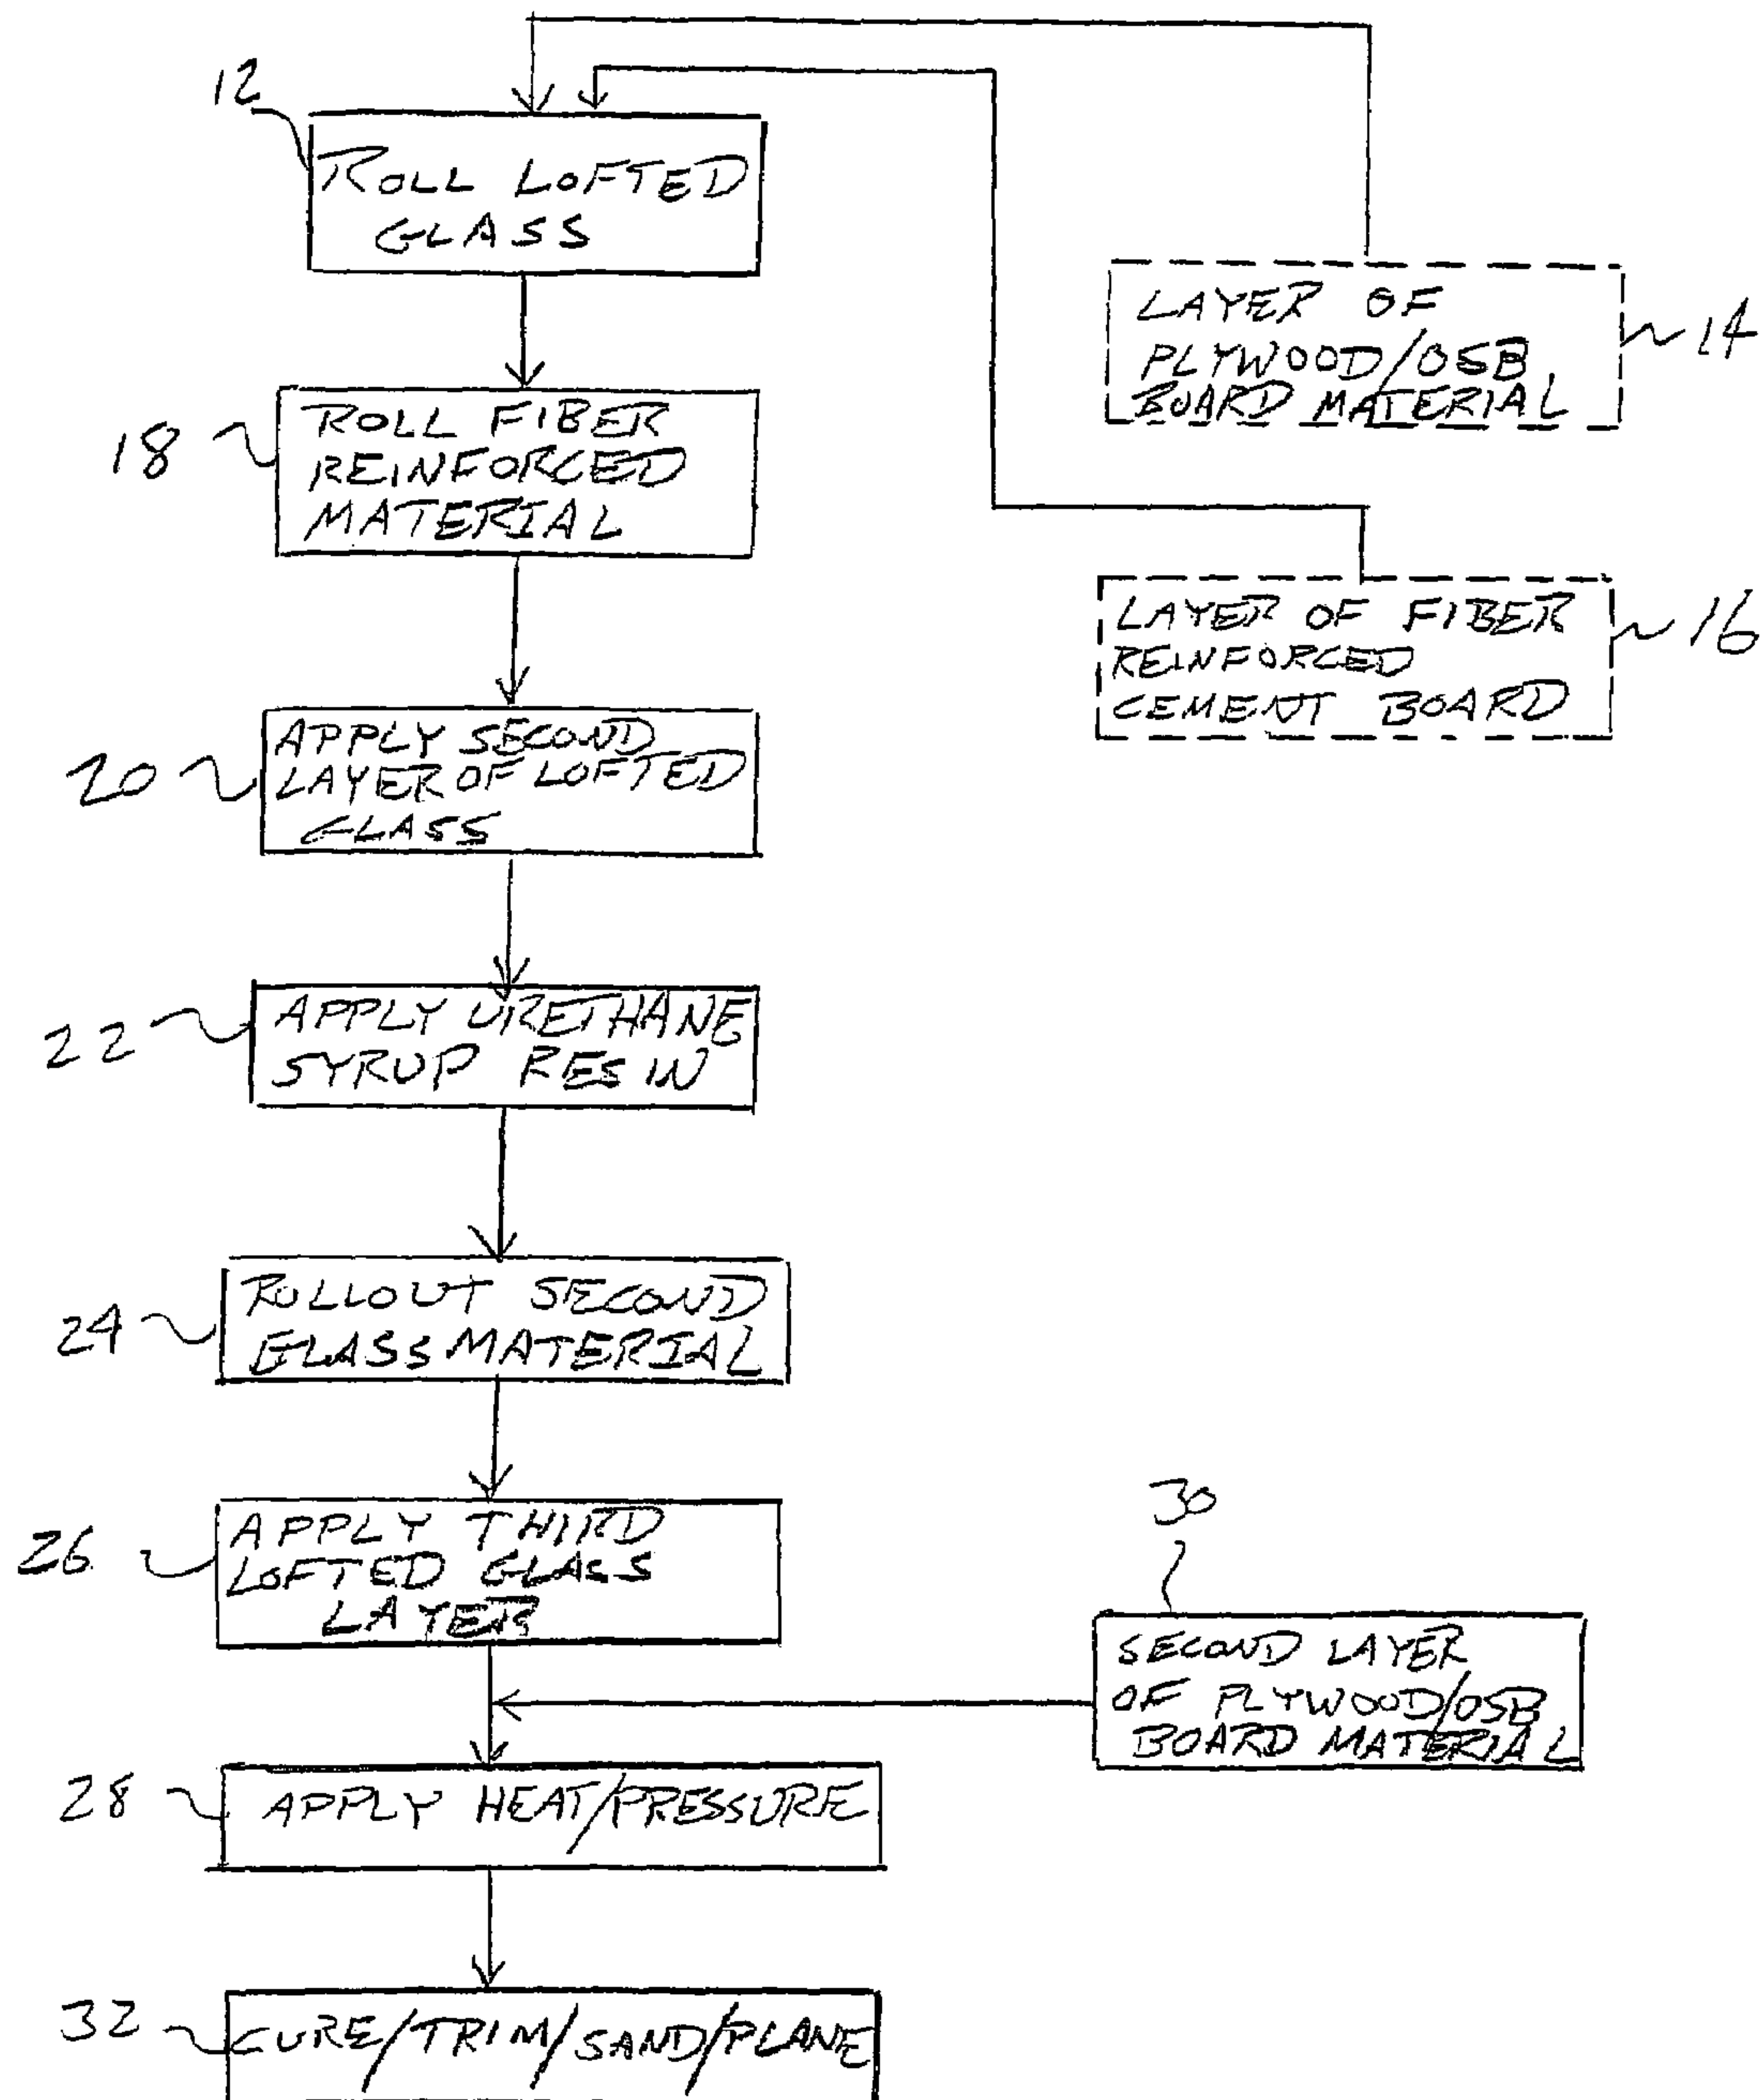 12
ROLL LOFTED
GLASS
LAYER OF
PLYWOOD/OSB
BOARD MATERIAL
14
18
ROLL FIBER
REINFORCED
MATERIAL
LAYER OF FIBER
REINFORCED
CEMENT BOARD
16
20
APPLY SECOND
LAYER OF LOFTED
GLASS
22
APPLY URETHANE
SYRUP RESIN
24
ROLLOUT SECOND
GLASS MATERIAL
26
APPLY THIRD
LOFTED GLASS
LAYER
30
SECOND LAYER
OF PLYWOOD/OSB
BOARD MATERIAL
28
APPLY HEAT/PRESSURE
32
CURE/TRIM/SAND/PLANE